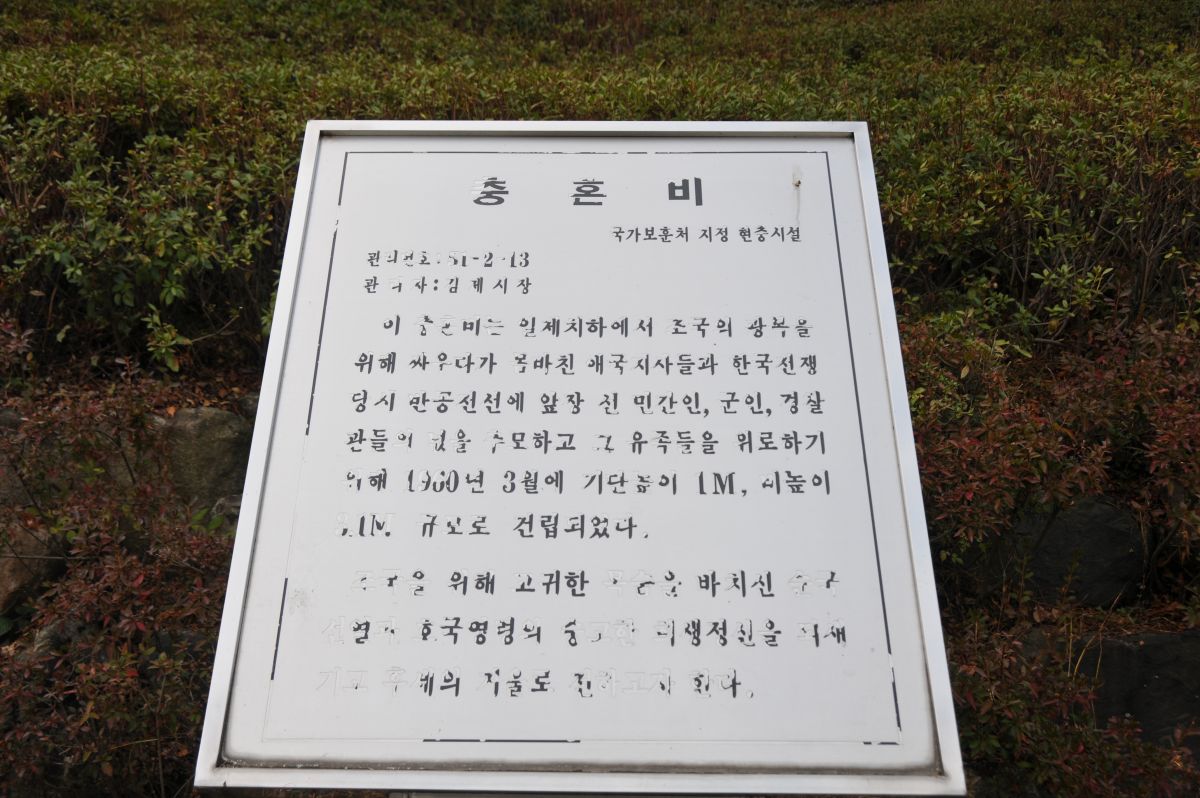 충 혼 비
국가보훈처 지정 현충시설
관리번호:51-2-13
관리자:김제시장
이 충혼비는 일제치하에서 조국의 광복을
위해 싸우다가 몸바친 애국지사들과 한국전쟁
당시 반공전선에 앞장 선 민간인, 군인, 경찰
관들의 넋을 추모하고 그 유족들을 위로하기
위해 1960년 3월에 기단높이 1M, 비높이
규모로 건립되었다.
조국을 위해 고귀한 목숨을 바치신 순국
선열과 호국영령의 숭고한 희생정신을 되새
기고 후세의 거울로 전하고자 한다.